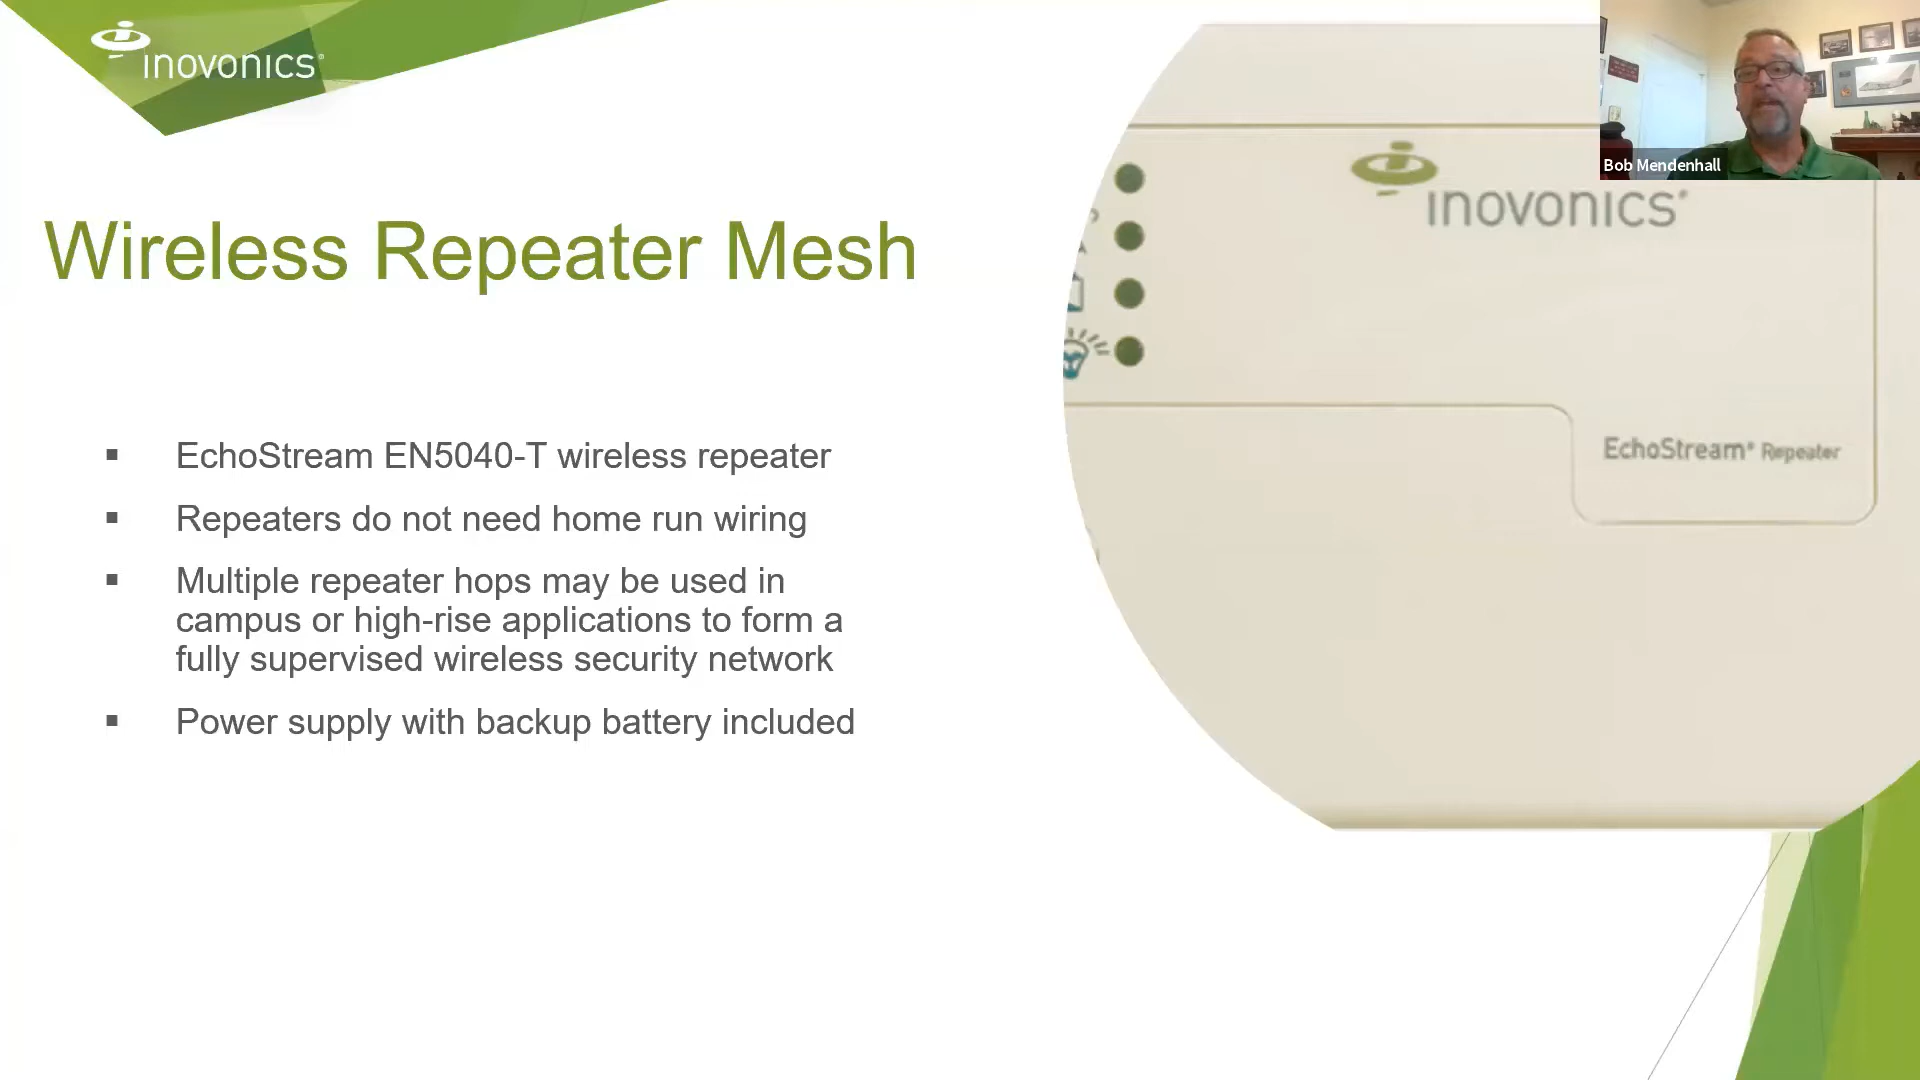 inovonics®
Bob Mendenhall
inovonics®
Wireless Repeater Mesh
EchoStream EN5040-T wireless repeater
Repeaters do not need home run wiring
Multiple repeater hops may be used in
campus or high-rise applications to form a
fully supervised wireless security network
Power supply with backup battery included
EchoStream® Repeater